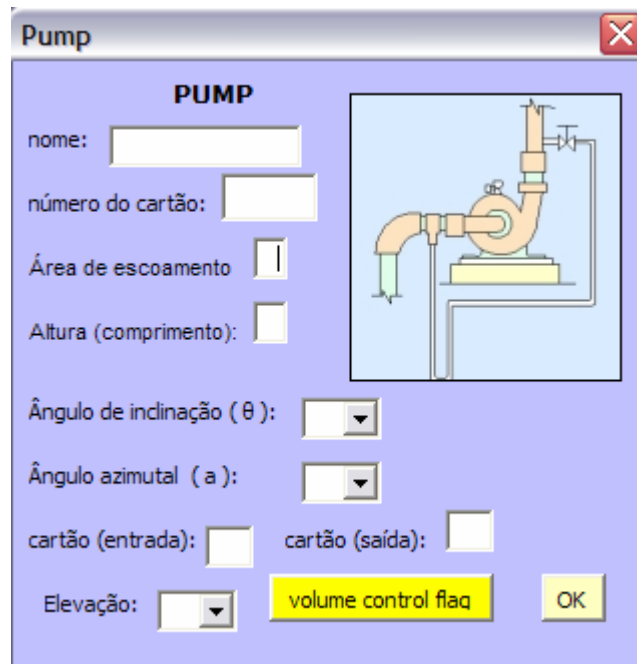 Pump
PUMP
nome:
número do cartão:
Área de escoamento
Altura (comprimento):
Ângulo de inclinação ( θ ):
Ângulo azimutal ( a ):
cartão (entrada): cartão (saída):
Elevação: volume control flag OK